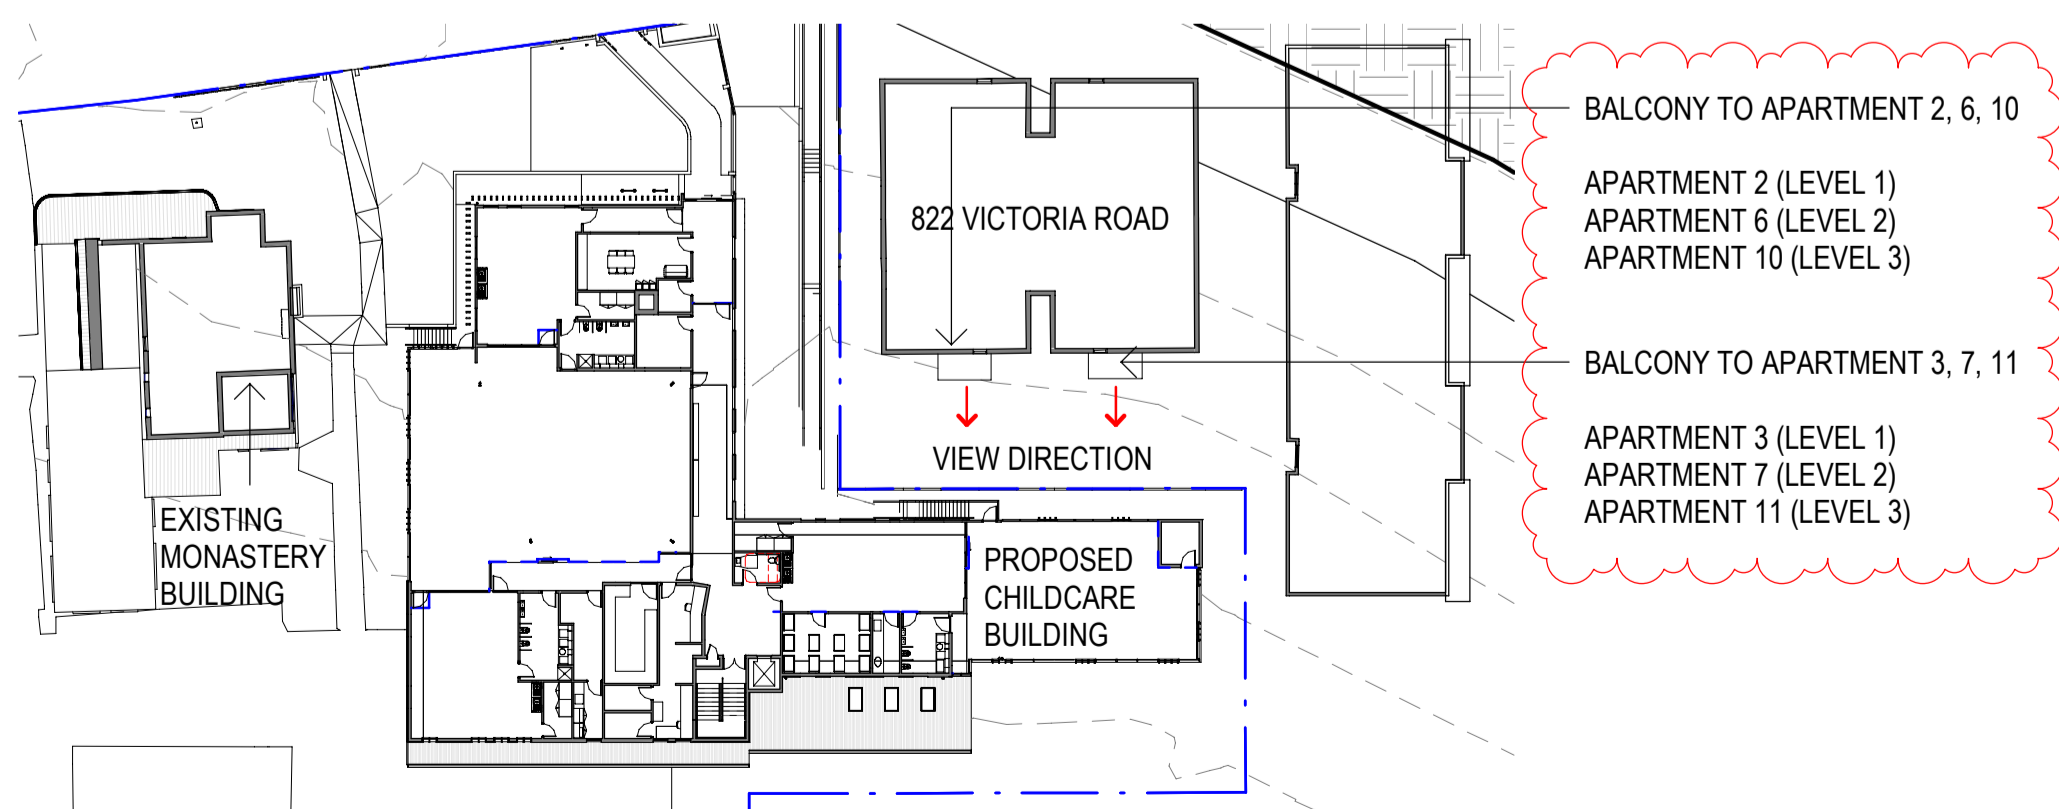 BALCONY TO APARTMENT 2, 6, 10
APARTMENT 2 (LEVEL 1)
APARTMENT 6 (LEVEL 2)
APARTMENT 10 (LEVEL 3)
822 VICTORIA ROAD
BALCONY TO APARTMENT 3, 7, 11
APARTMENT 3 (LEVEL 1)
APARTMENT 7 (LEVEL 2)
APARTMENT 11 (LEVEL 3)
VIEW DIRECTION
EXISTING
MONASTERY
BUILDING
PROPOSED
CHILDCARE
BUILDING